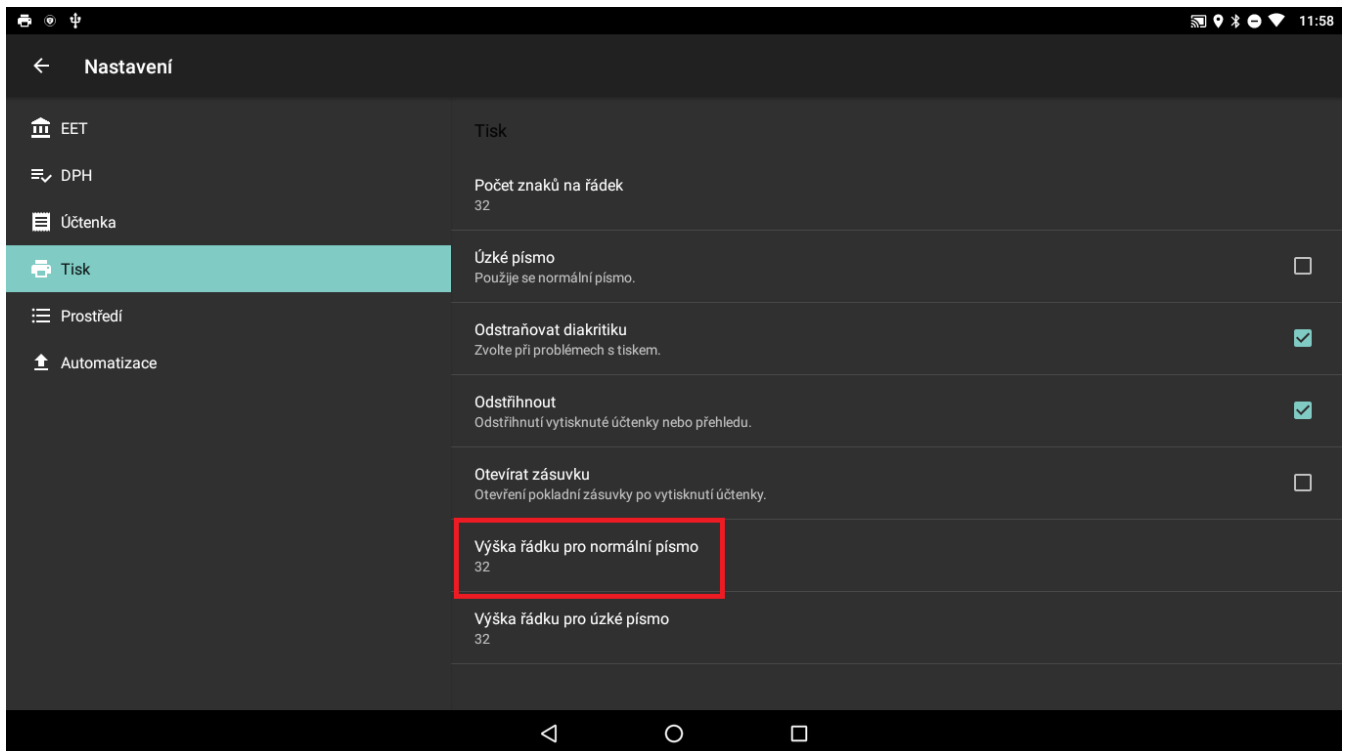 11:58
Nastavení
EET
DPH
Účtenka
Tisk
Prostředí
Automatizace
Tisk
Počet znaků na řádek
32
Úzké písmo
Použije se normální písmo.
Odstraňovat diakritiku
Zvolte při problémech s tiskem.
Odstřihnout
Odstřihnutí vytisknuté účtenky nebo přehledu.
Otevírat zásuvku
Otevření pokladní zásuvky po vytisknutí účtenky.
Výška řádku pro normální písmo
32
Výška řádku pro úzké písmo
32